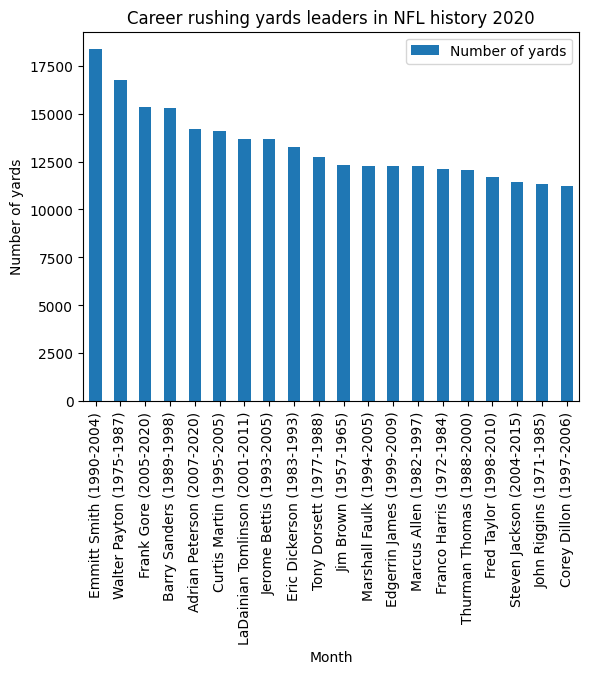 Career rushing yards leaders in NFL history 2020
Number of yards
Number of yards
17500
15000
12500
10000
7500
5000
2500
0
Emmitt Smith (1990-2004)
Walter Payton (1975-1987)
Frank Gore (2005-2020)
Barry Sanders (1989-1998)
Adrian Peterson (2007-2020)
Curtis Martin (1995-2005)
LaDainian Tomlinson (2001-2011)
Jerome Bettis (1993-2005)
Eric Dickerson (1983-1993)
Tony Dorsett (1977-1988)
Jim Brown (1957-1965)
Marshall Faulk (1994-2005)
Edgerrin James (1999-2009)
Marcus Allen (1982-1997)
Franco Harris (1972-1984)
Thurman Thomas (1988-2000)
Fred Taylor (1998-2010)
Steven Jackson (2004-2015)
John Riggins (1971-1985)
Corey Dillon (1997-2006)
Month